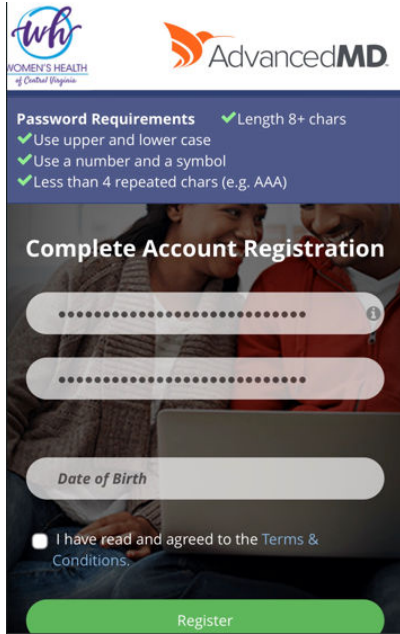 wh
WOMEN'S HEALTH
of Central Virginia
AdvancedMD
Password Requirements
Length 8+ chars
Use upper and lower case
Use a number and a symbol
Less than 4 repeated chars (e.g. AAA)
Complete Account Registration
Date of Birth
I have read and agreed to the Terms &
Conditions.
Register